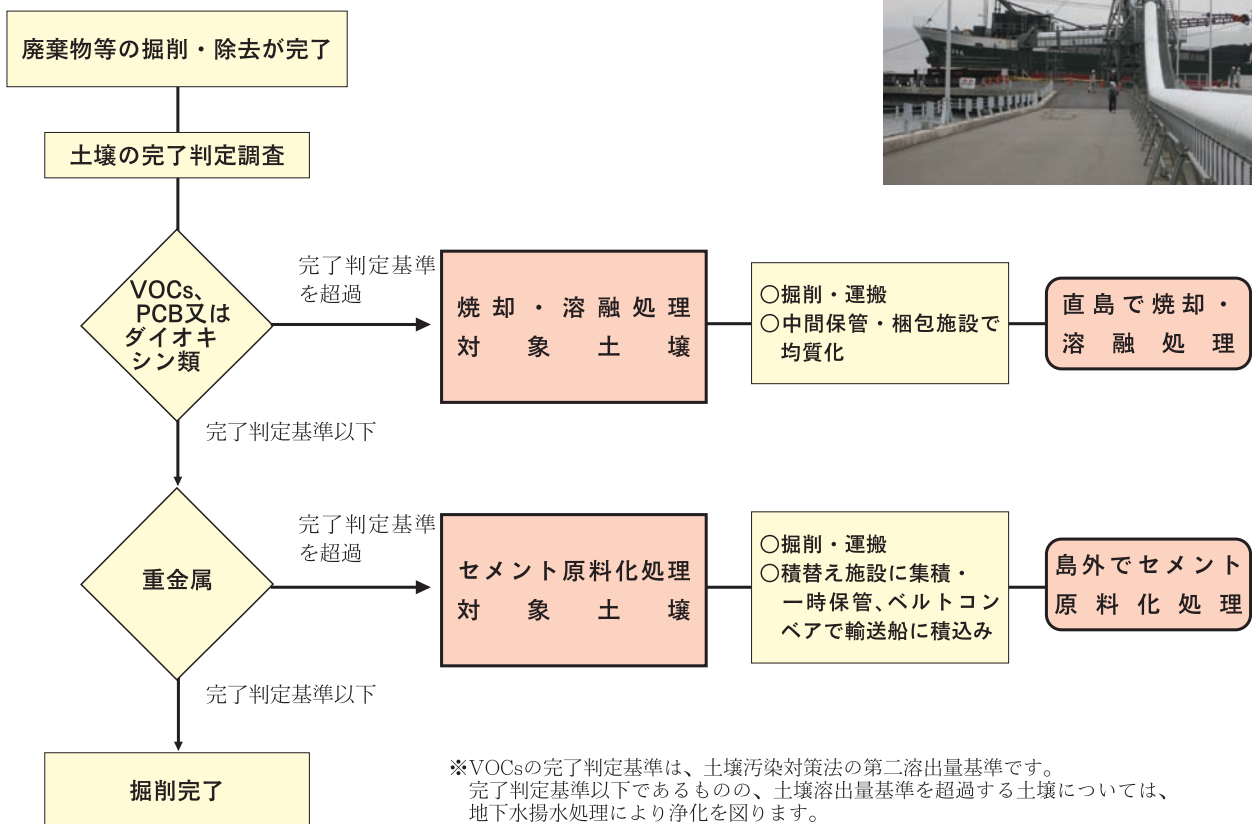 廃棄物等の掘削・除去が完了
土壌の完了判定調査
VOCs、
PCB又は
ダイオキ
シン類
完了判定基準
を超過
焼却・溶融処理
対象土壌
○掘削・運搬
○中間保管・梱包施設で
均質化
直島で焼却・
溶融処理
完了判定基準以下
重金属
完了判定基準
を超過
セメント原料化処理
対象土壌
○掘削・運搬
○積替え施設に集積・
一時保管、ベルトコン
ベアで輸送船に積込み
島外でセメント
原料化処理
完了判定基準以下
掘削完了
※VOCsの完了判定基準は、土壌汚染対策法の第二溶出量基準です。
完了判定基準以下であるものの、土壌溶出量基準を超過する土壌については、
地下水揚水処理により浄化を図ります。